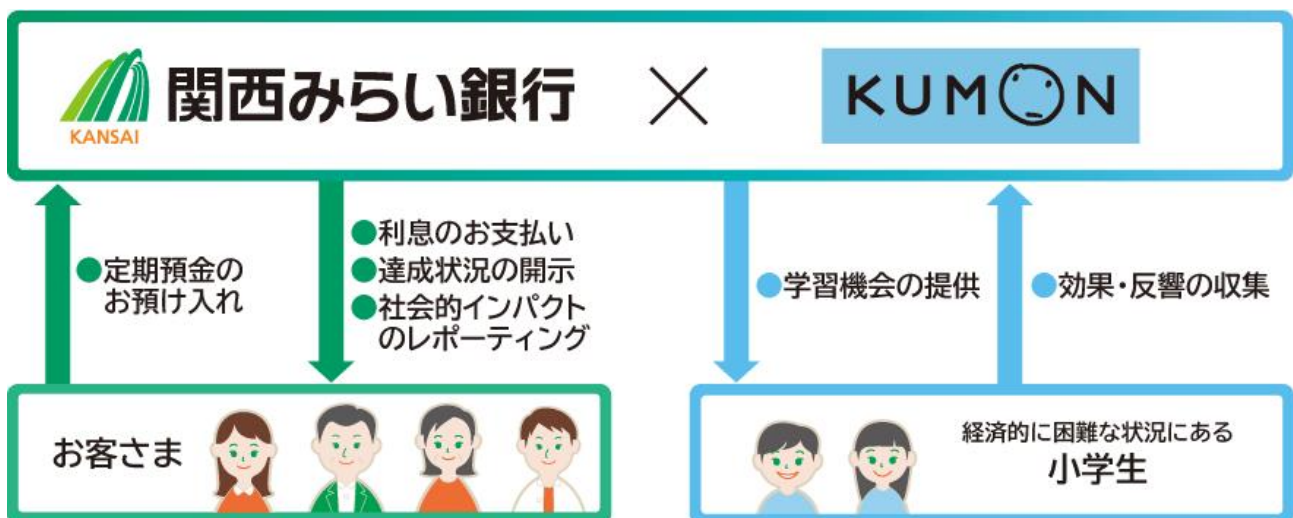 KANSAI
関西みらい銀行
×
KUMON
●定期預金の
お預け入れ
●利息のお支払い
●達成状況の開示
●社会的インパクト
のレポーティング
●学習機会の提供
●効果・反響の収集
お客さま
経済的に困難な状況にある
小学生